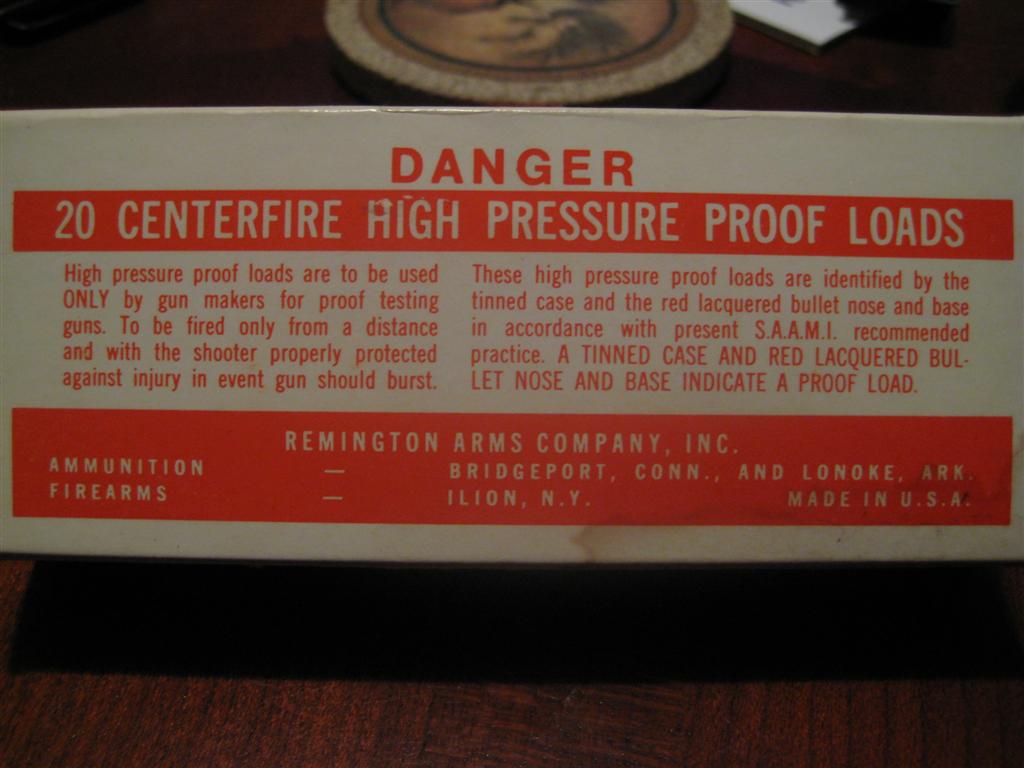 DANGER
20 CENTERFIRE HIGH PRESSURE PROOF LOADS
High pressure proof loads are to be used
ONLY by gun makers for proof testing
guns. To be fired only from a distance
and with the shooter properly protected
against injury in event gun should burst.
These high pressure proof loads are identified by the
tinned case and the red lacquered bullet nose and base
in accordance with present S.A.A.M.I. recommended
practice. A TINNED CASE AND RED LACQUERED BUL-
LET NOSE AND BASE INDICATE A PROOF LOAD.
REMINGTON ARMS COMPANY, INC.
AMMUNITION — BRIDGEPORT, CONN., AND LONOKE, ARK.
FIREARMS — ILION, N.Y. MADE IN U.S.A.